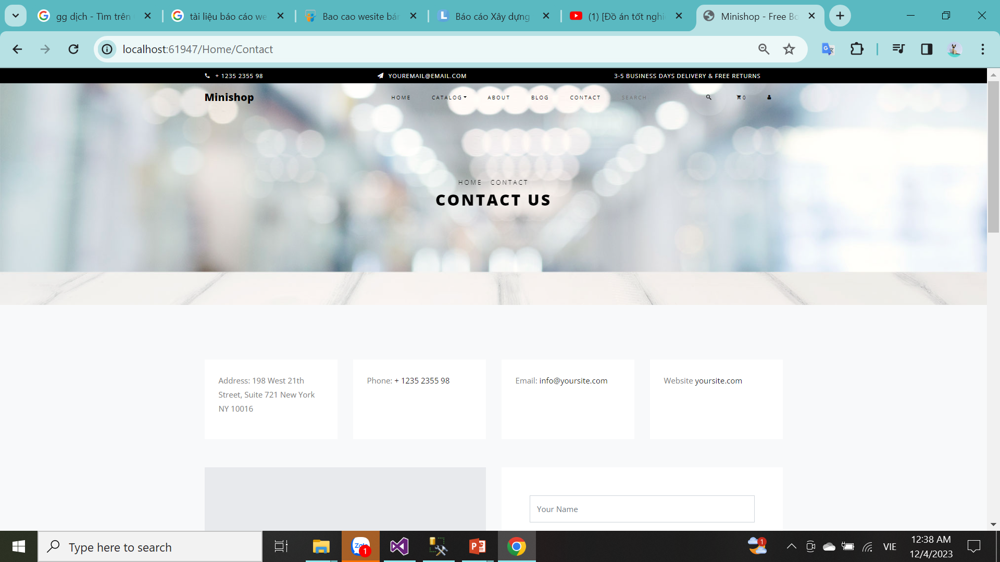 gg dịch - Tìm trên
tài liệu báo cáo we
Bao cao wesite bán
Báo cáo Xây dựng
(1) [Đồ án tốt nghi
Minishop - Free Bo
localhost:61947/Home/Contact
+ 1235 2355 98
YOUREMAIL@EMAIL.COM
3-5 BUSINESS DAYS DELIVERY & FREE RETURNS
Minishop
HOME
CATALOG
ABOUT
BLOG
CONTACT
SEARCH
0
HOME CONTACT
CONTACT US
Address: 198 West 21th
Street, Suite 721 New York
NY 10016
Phone: + 1235 2355 98
Email: info@yoursite.com
Website yoursite.com
Your Name
Type here to search
Zalo
1
1
VIE
12:38 AM
12/4/2023